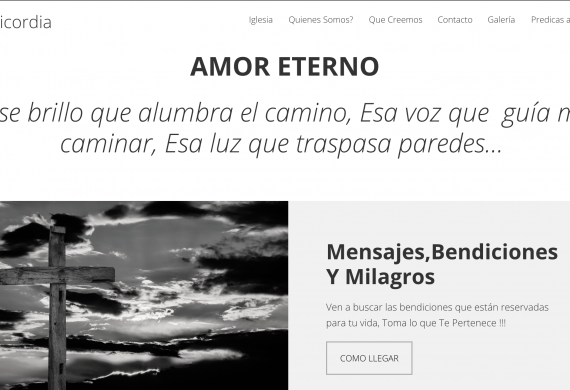 icordia
Iglesia Quienes Somos? Que Creemos Contacto Galería Predicas a
AMOR ETERNO
se brillo que alumbra el camino, Esa voz que guía
caminar, Esa luz que traspasa paredes...
Mensajes,Bendiciones
Y Milagros
Ven a buscar las bendiciones que están reservadas
para tu vida, Toma lo que Te Pertenece !!!
COMO LLEGAR